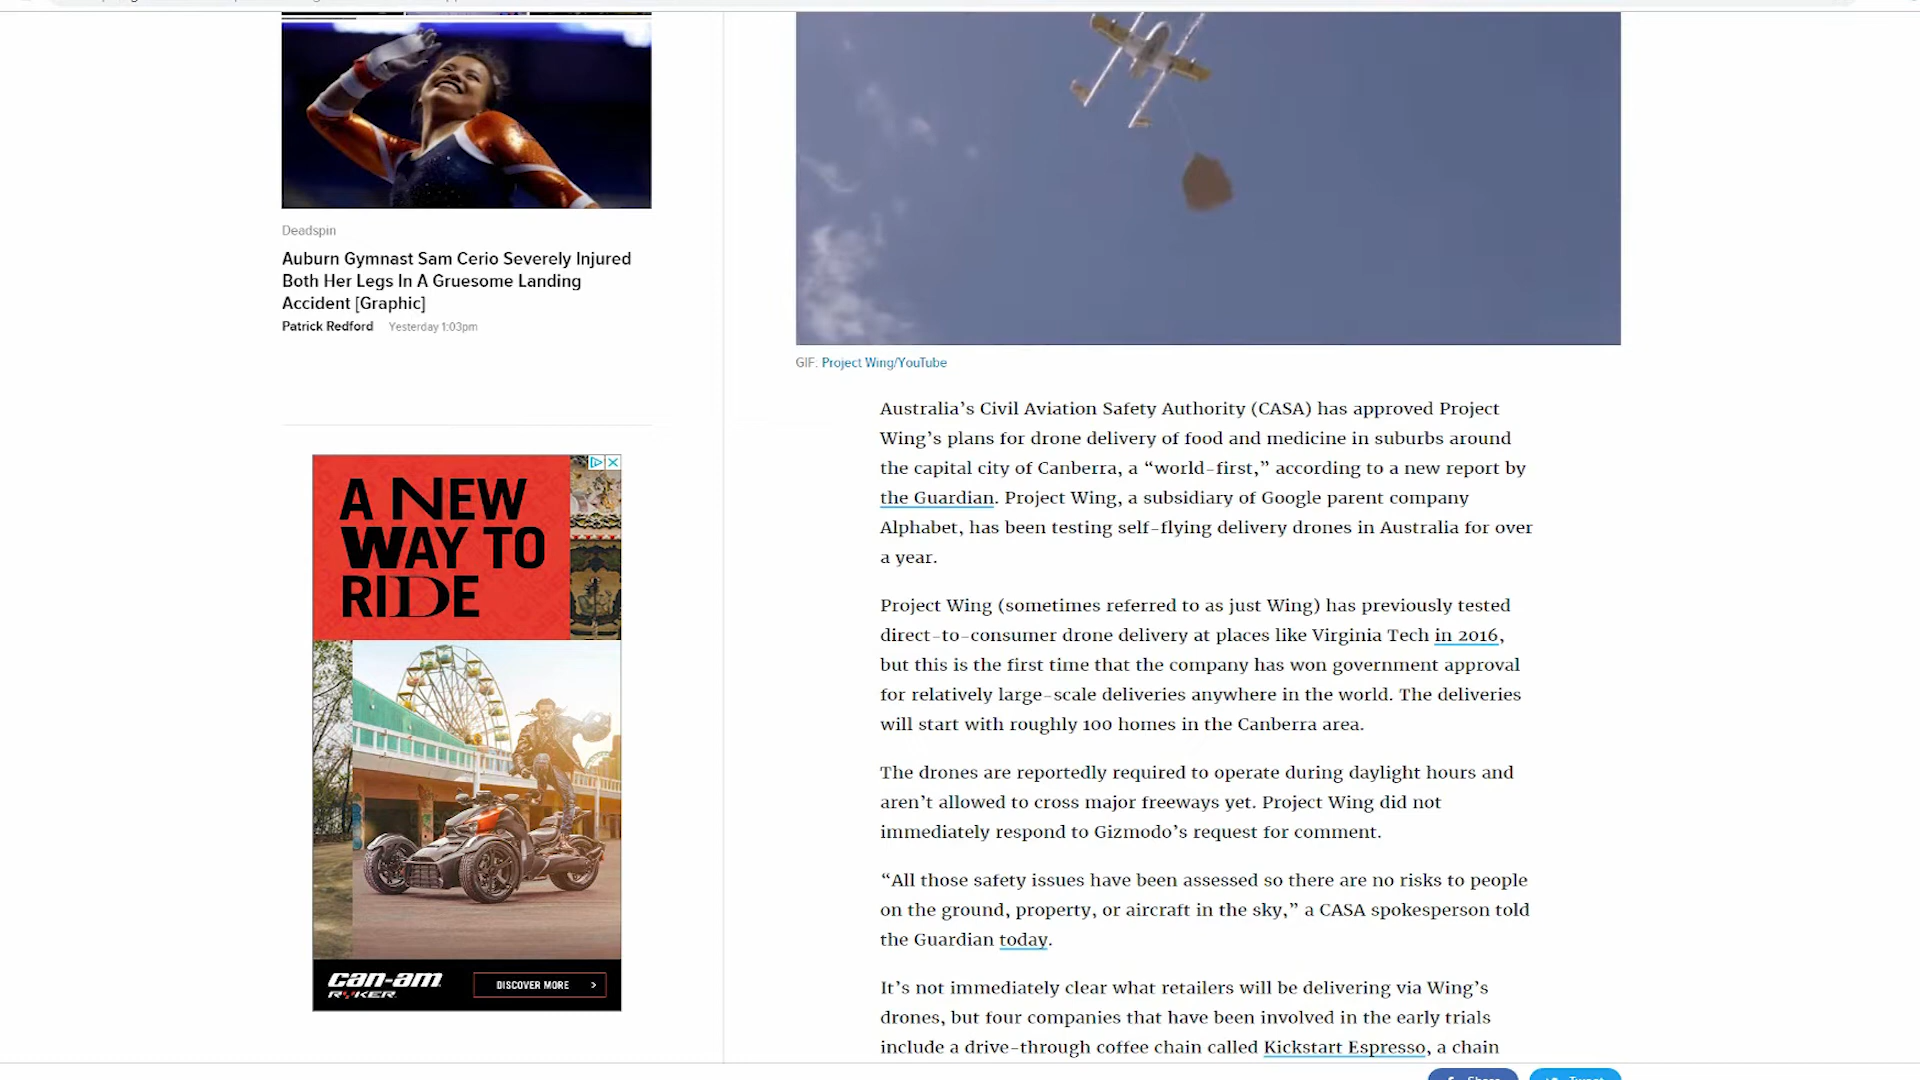 Deadspin
Auburn Gymnast Sam Cerio Severely Injured
Both Her Legs In A Gruesome Landing
Accident [Graphic]
Patrick Redford Yesterday 1:03pm
A NEW
WAY TO
RIDE
can-am
RYKER
DISCOVER MORE >
GIF: Project Wing/YouTube
Australia’s Civil Aviation Safety Authority (CASA) has approved Project
Wing’s plans for drone delivery of food and medicine in suburbs around
the capital city of Canberra, a “world-first,” according to a new report by
the Guardian. Project Wing, a subsidiary of Google parent company
Alphabet, has been testing self-flying delivery drones in Australia for over
a year.
Project Wing (sometimes referred to as just Wing) has previously tested
direct-to-consumer drone delivery at places like Virginia Tech in 2016,
but this is the first time that the company has won government approval
for relatively large-scale deliveries anywhere in the world. The deliveries
will start with roughly 100 homes in the Canberra area.
The drones are reportedly required to operate during daylight hours and
aren’t allowed to cross major freeways yet. Project Wing did not
immediately respond to Gizmodo’s request for comment.
“All those safety issues have been assessed so there are no risks to people
on the ground, property, or aircraft in the sky,” a CASA spokesperson told
the Guardian today.
It’s not immediately clear what retailers will be delivering via Wing’s
drones, but four companies that have been involved in the early trials
include a drive-through coffee chain called Kickstart Espresso, a chain
Share
Tweet